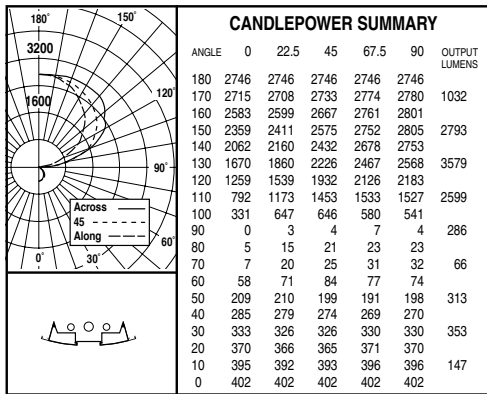 180° 150°
3200
120°
1600
90°
Across
45
Along
60°
0° 30°
CANDLEPOWER SUMMARY
ANGLE 0 22.5 45 67.5 90 OUTPUT LUMENS
180 2746 2746 2746 2746 2746
170 2715 2708 2733 2774 2780 1032
160 2583 2599 2667 2761 2801
150 2359 2411 2575 2752 2805 2793
140 2062 2160 2432 2678 2753
130 1670 1860 2226 2467 2568 3579
120 1259 1539 1932 2126 2183
110 792 1173 1453 1533 1527 2599
100 331 647 646 580 541
90 0 3 4 7 4 286
80 5 15 21 23 23
70 7 20 25 31 32 66
60 58 71 84 77 74
50 209 210 199 191 198 313
40 285 279 274 269 270
30 333 326 326 330 330 353
20 370 366 365 371 370
10 395 392 393 396 396 147
0 402 402 402 402 402